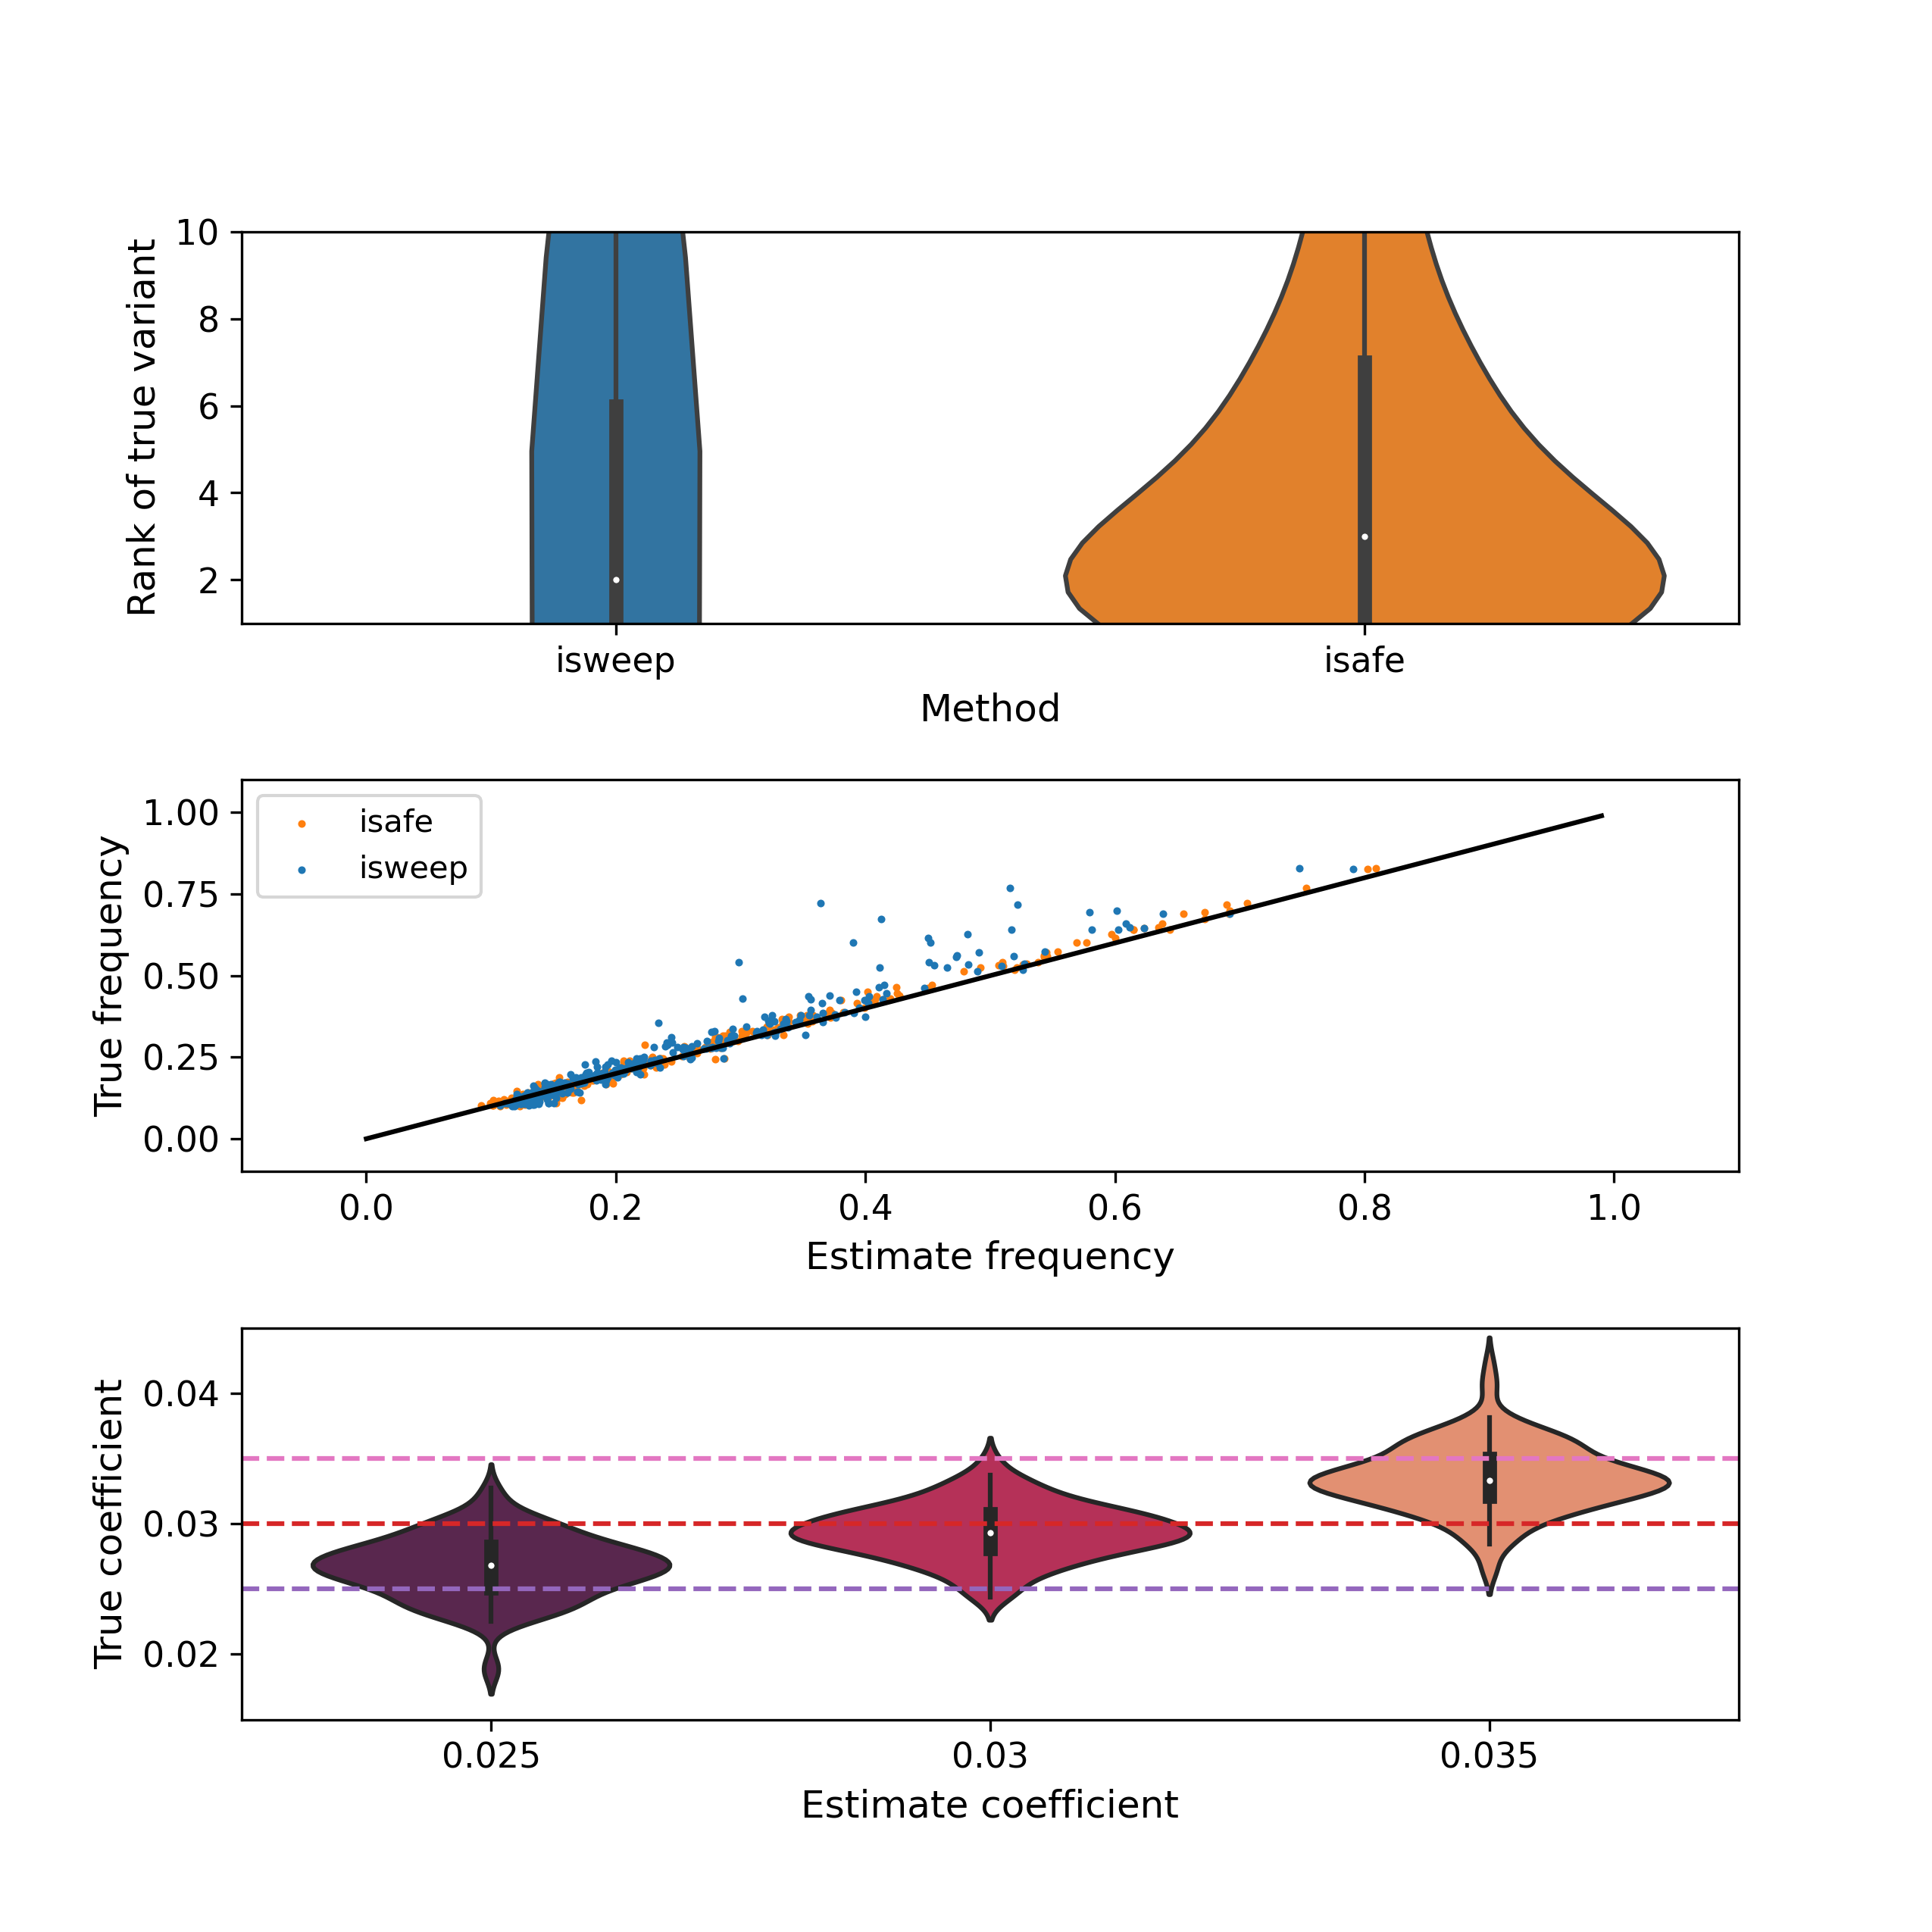 10
8
6
4
2
Rank of true variant
isweep isafe
Method
isafe
isweep
1.00
0.75
0.50
0.25
0.00
True frequency
0.0 0.2 0.4 0.6 0.8 1.0
Estimate frequency
0.04
0.03
0.02
True coefficient
0.025 0.03 0.035
Estimate coefficient